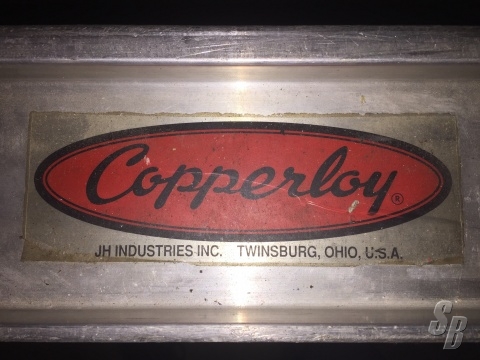 Copperloy®
JH INDUSTRIES INC. TWINSBURG, OHIO, U.S.A.
SB